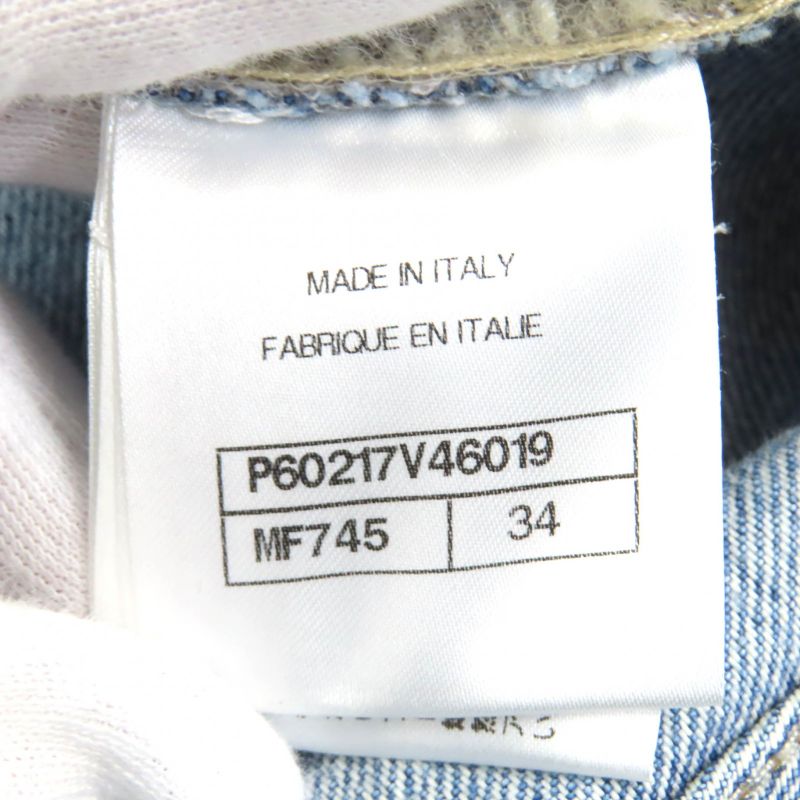 MADE IN ITALY
FABRIQUE EN ITALIE
P60217V46019
MF745 34